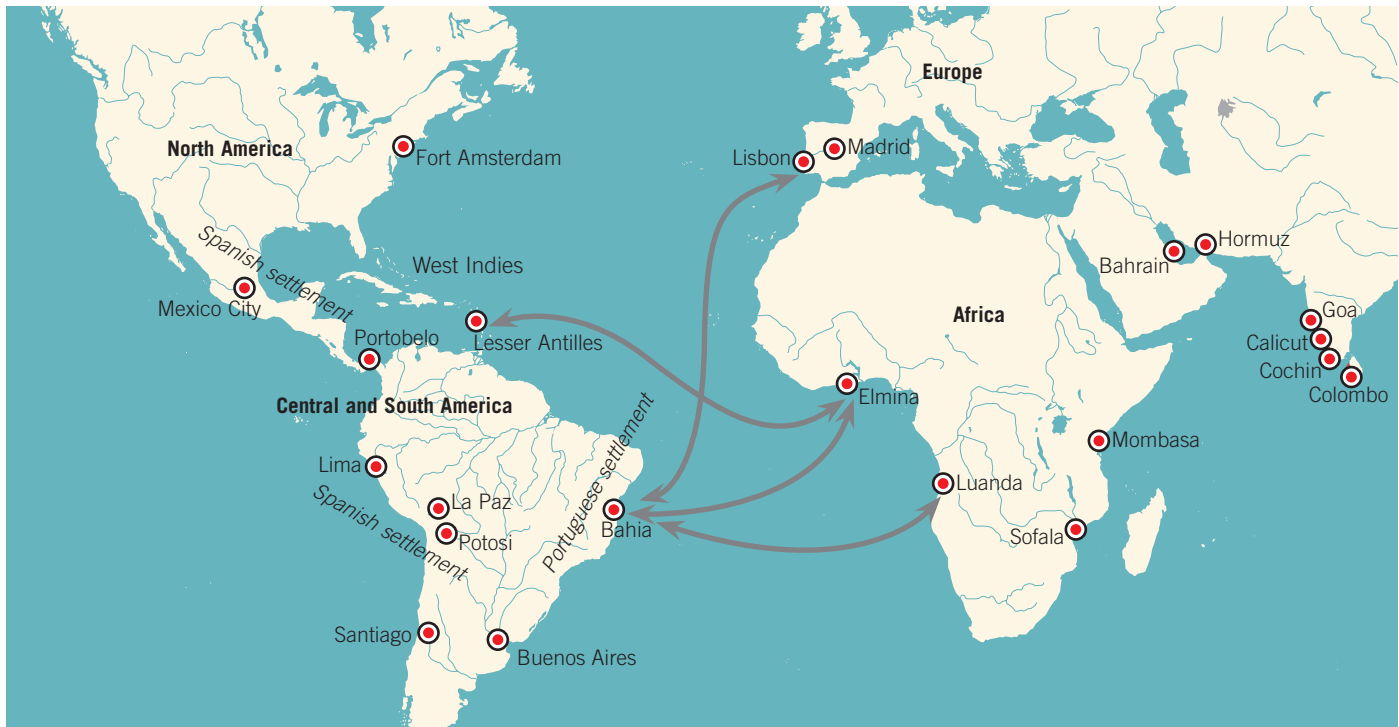 Europe
North America
Fort Amsterdam
Lisbon
Madrid
Spanish settlement
West Indies
Hormuz
Bahrain
Mexico City
Portobelo
Lesser Antilles
Africa
Goa
Calicut
Cochin
Colombo
Elmina
Central and South America
Portuguese settlement
Mombasa
Lima
La Paz
Luanda
Spanish settlement
Potosi
Bahia
Sofala
Santiago
Buenos Aires